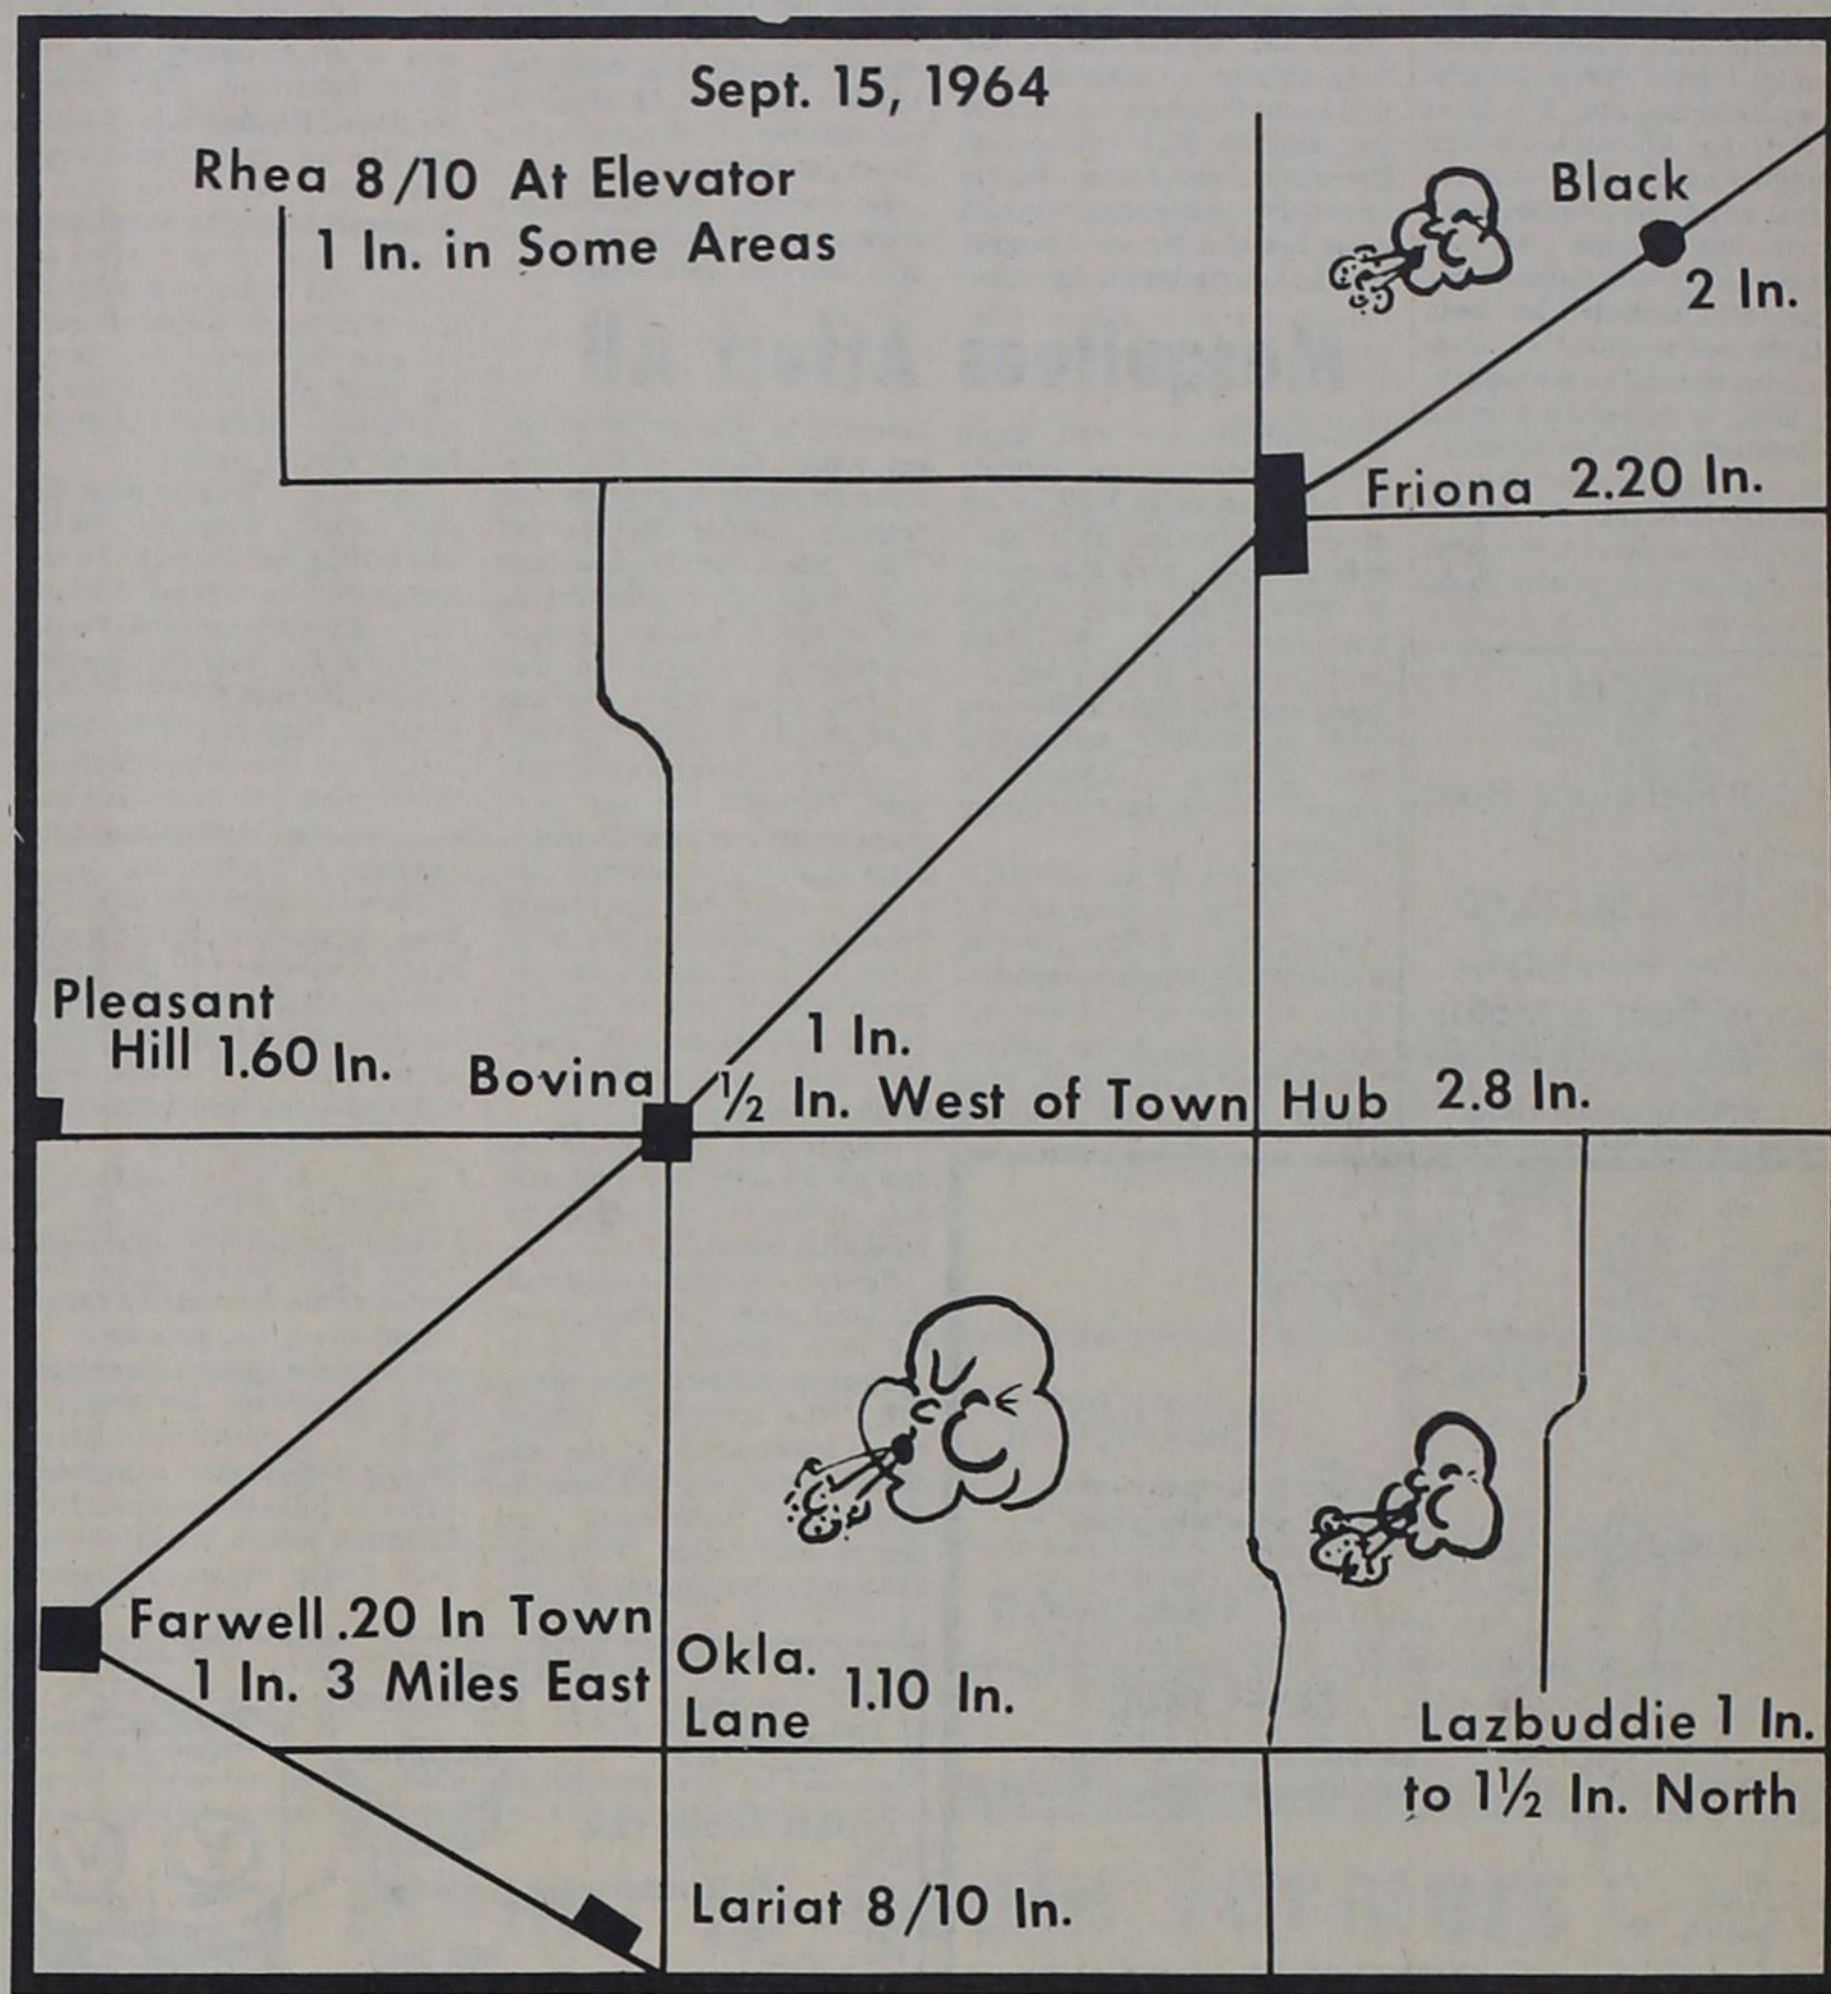 Sept. 15, 1964
Rhea 8/10 At Elevator
1 In. in Some Areas
Black
2 In.
Friona 2.20 In.
Pleasant
Hill 1.60 In.
Bovina
1 In.
½ In. West of Town
Hub 2.8 In.
Farwell .20 In Town
1 In. 3 Miles East
Okla.
Lane
1.10 In.
Lazbuddie 1 In.
to 1½ In. North
Lariat 8/10 In.